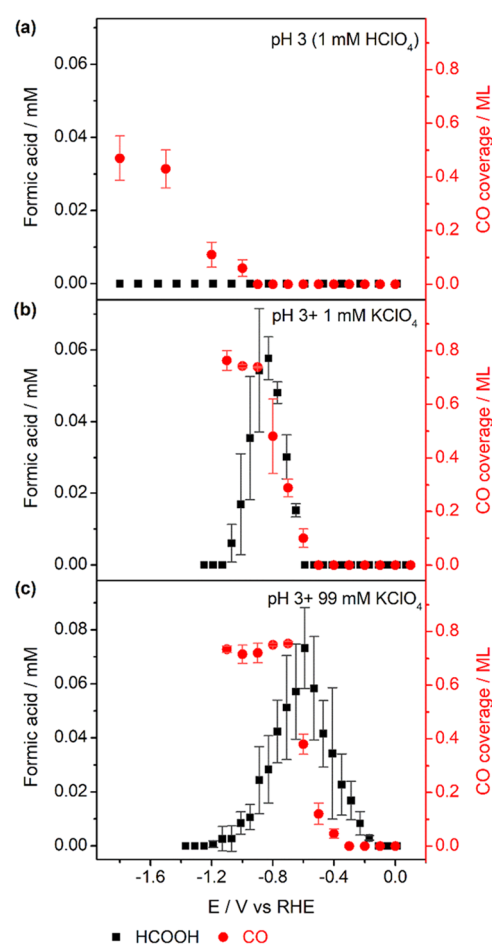 (a)
pH 3 (1 mM HClO₄)
Formic acid / mM
0.06
0.04
0.02
0.00
CO coverage / ML
0.8
0.6
0.4
0.2
0.0
(b)
pH 3+ 1 mM KClO₄
Formic acid / mM
0.06
0.04
0.02
0.00
CO coverage / ML
0.8
0.6
0.4
0.2
0.0
(c)
pH 3+ 99 mM KClO₄
Formic acid / mM
0.08
0.06
0.04
0.02
0.00
CO coverage / ML
0.8
0.6
0.4
0.2
0.0
-1.6 -1.2 -0.8 -0.4 0.0
E / V vs RHE
HCOOH CO